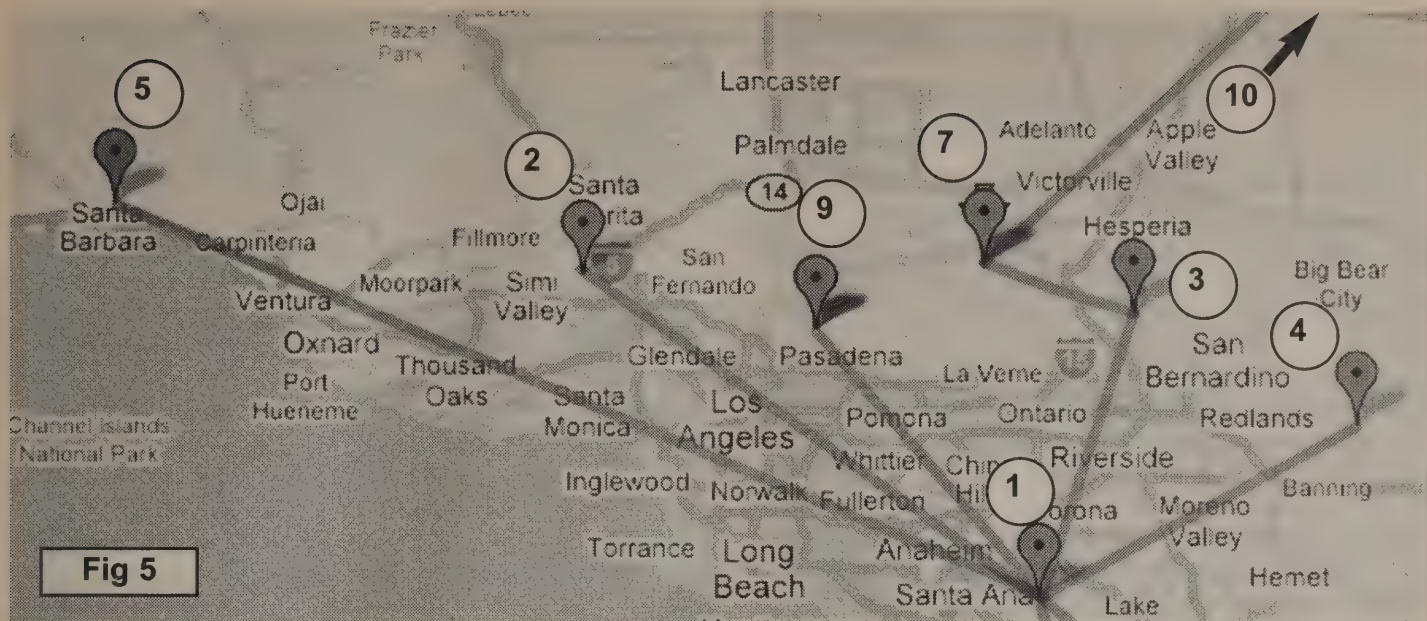 Frazier
Park
5
Lancaster
10
2
7
Adelanto
Apple
Valley
Palmdale
Santa
rita
14
9
Victorville
Ojai
Santa
Barbara
Carpinteria
Fillmore
San
Fernando
Hesperia
3
Big Bear
City
Moorpark
Simi
Valley
Ventura
Oxnard
Thousand
Oaks
Glendale
Pasadena
La Verne
San
Bernardino
4
Port
Hueneme
Santa
Monica
Los
Angeles
Pomona
Ontario
Redlands
Channel Islands
National Park
Whittier
Riverside
Inglewood
Norwalk
Fullerton
1
orona
Moreno
Valley
Banning
Torrance
Long
Beach
Anaheim
Santa Ana
Lake
Hemet
Fig 5